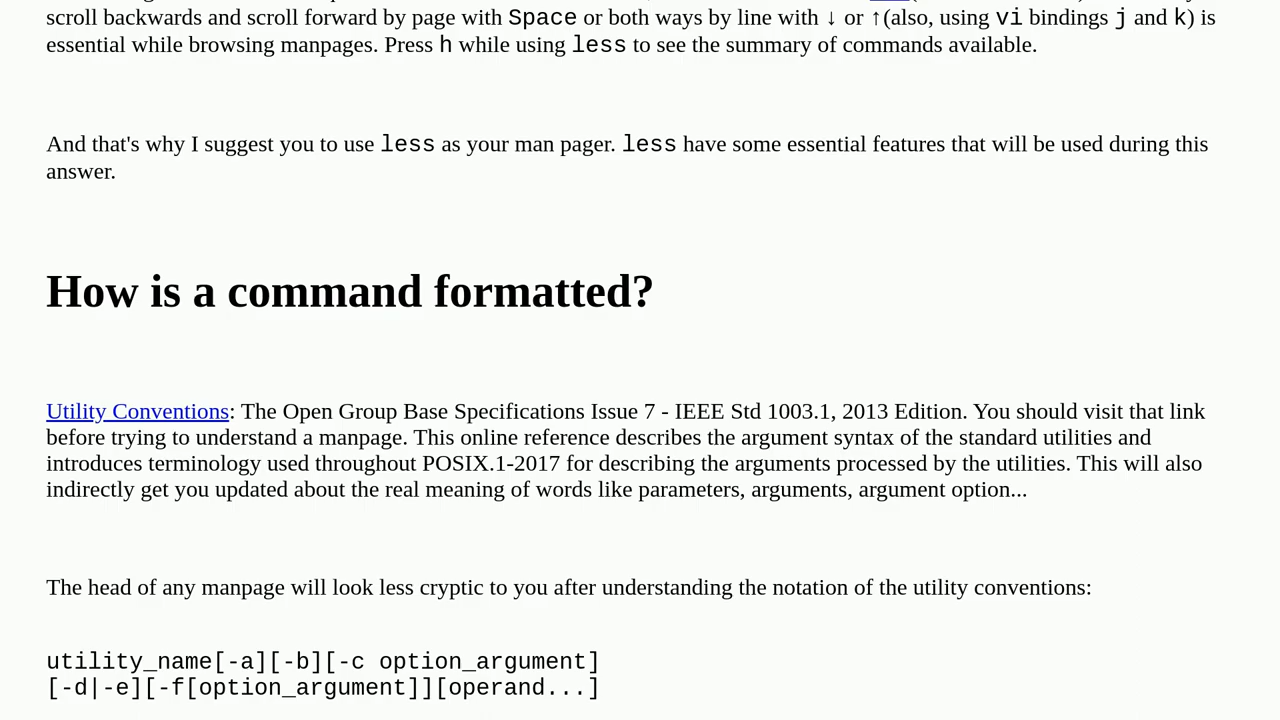 scroll backwards and scroll forward by page with Space or both ways by line with ↓ or ↑(also, using vi bindings j and k) is
essential while browsing manpages. Press h while using less to see the summary of commands available.
And that's why I suggest you to use less as your man pager. less have some essential features that will be used during this
answer.
How is a command formatted?
Utility Conventions: The Open Group Base Specifications Issue 7 - IEEE Std 1003.1, 2013 Edition. You should visit that link
before trying to understand a manpage. This online reference describes the argument syntax of the standard utilities and
introduces terminology used throughout POSIX.1-2017 for describing the arguments processed by the utilities. This will also
indirectly get you updated about the real meaning of words like parameters, arguments, argument option...
The head of any manpage will look less cryptic to you after understanding the notation of the utility conventions:
utility_name[-a][-b][-c option_argument]
[-d|-e][-f[option_argument]][operand...]